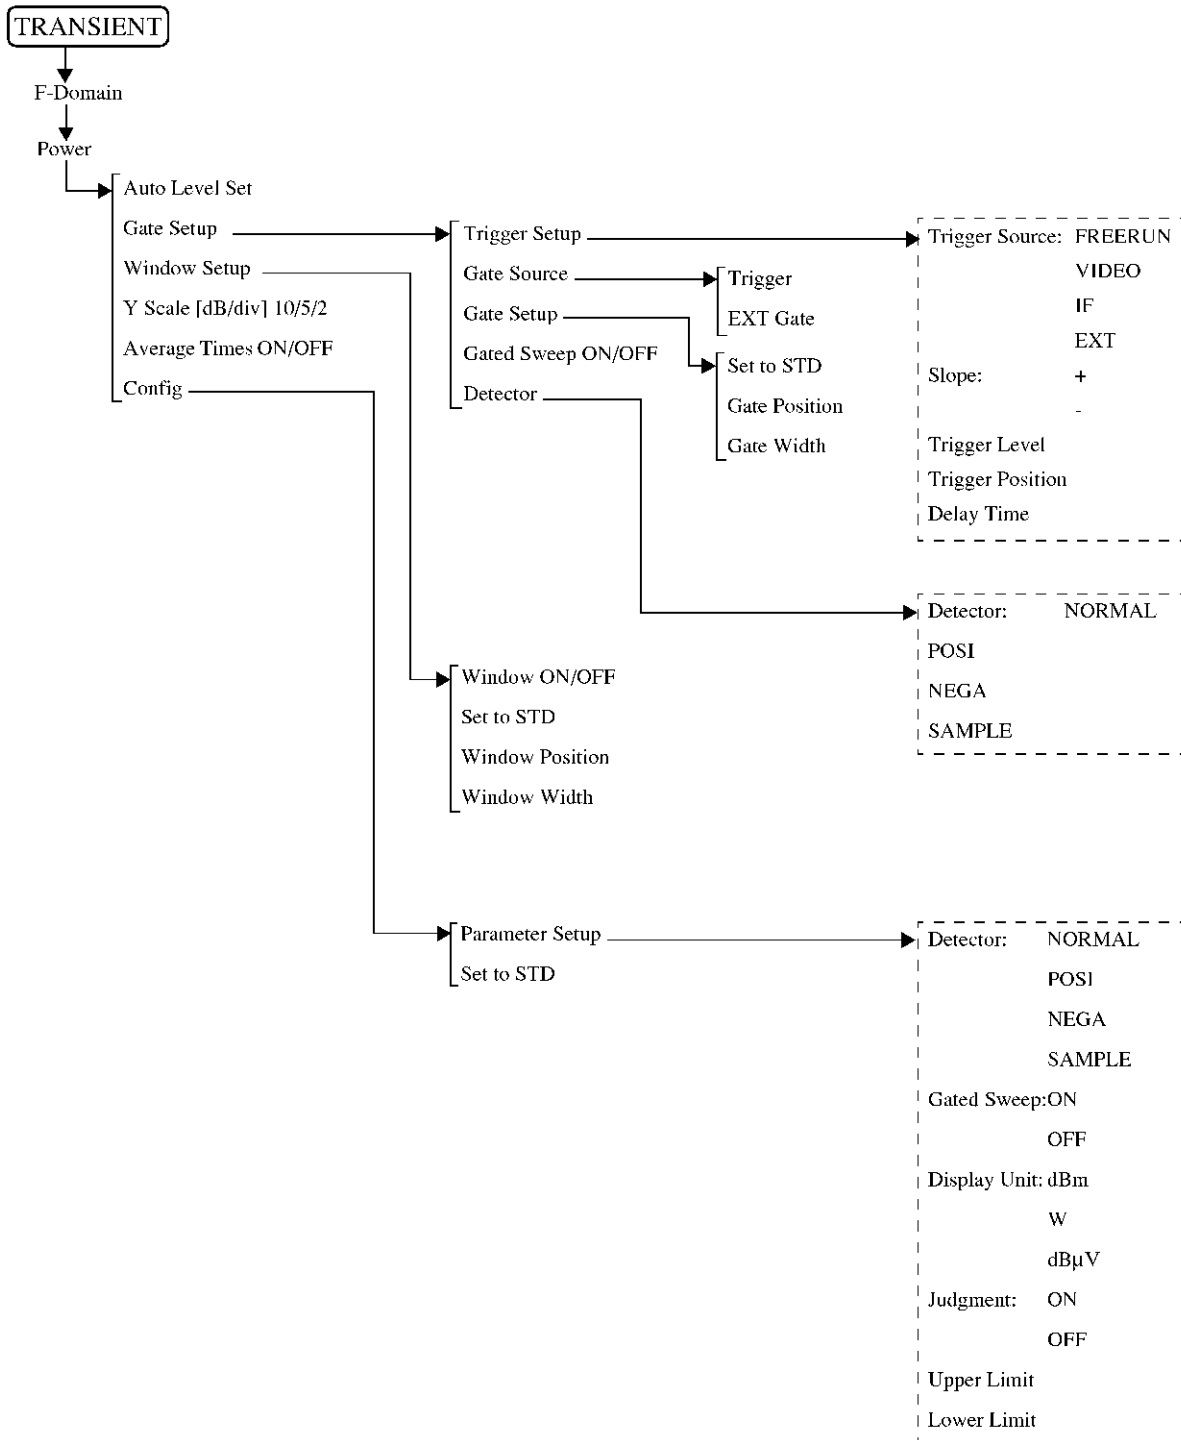 TRANSIENT
F-Domain
Power
Auto Level Set
Gate Setup
Window Setup
Y Scale [dB/div] 10/5/2
Average Times ON/OFF
Config
Trigger Setup
Gate Source
Gate Setup
Gated Sweep ON/OFF
Detector
Trigger
EXT Gate
Set to STD
Gate Position
Gate Width
Trigger Source: FREERUN
VIDEO
IF
EXT
Slope: +
-
Trigger Level
Trigger Position
Delay Time
Detector: NORMAL
POSI
NEGA
SAMPLE
Window ON/OFF
Set to STD
Window Position
Window Width
Parameter Setup
Set to STD
Detector: NORMAL
POSI
NEGA
SAMPLE
Gated Sweep:ON
OFF
Display Unit: dBm
W
dBµV
Judgment: ON
OFF
Upper Limit
Lower Limit